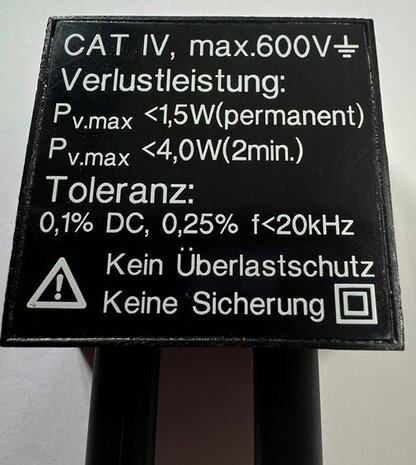 CAT IV, max.600V⏚
Verlustleistung:
Pv.max <1,5W(permanent)
Pv.max <4,0W(2min.)
Toleranz:
0,1% DC, 0,25% f<20kHz
Kein Überlastschutz
Keine Sicherung